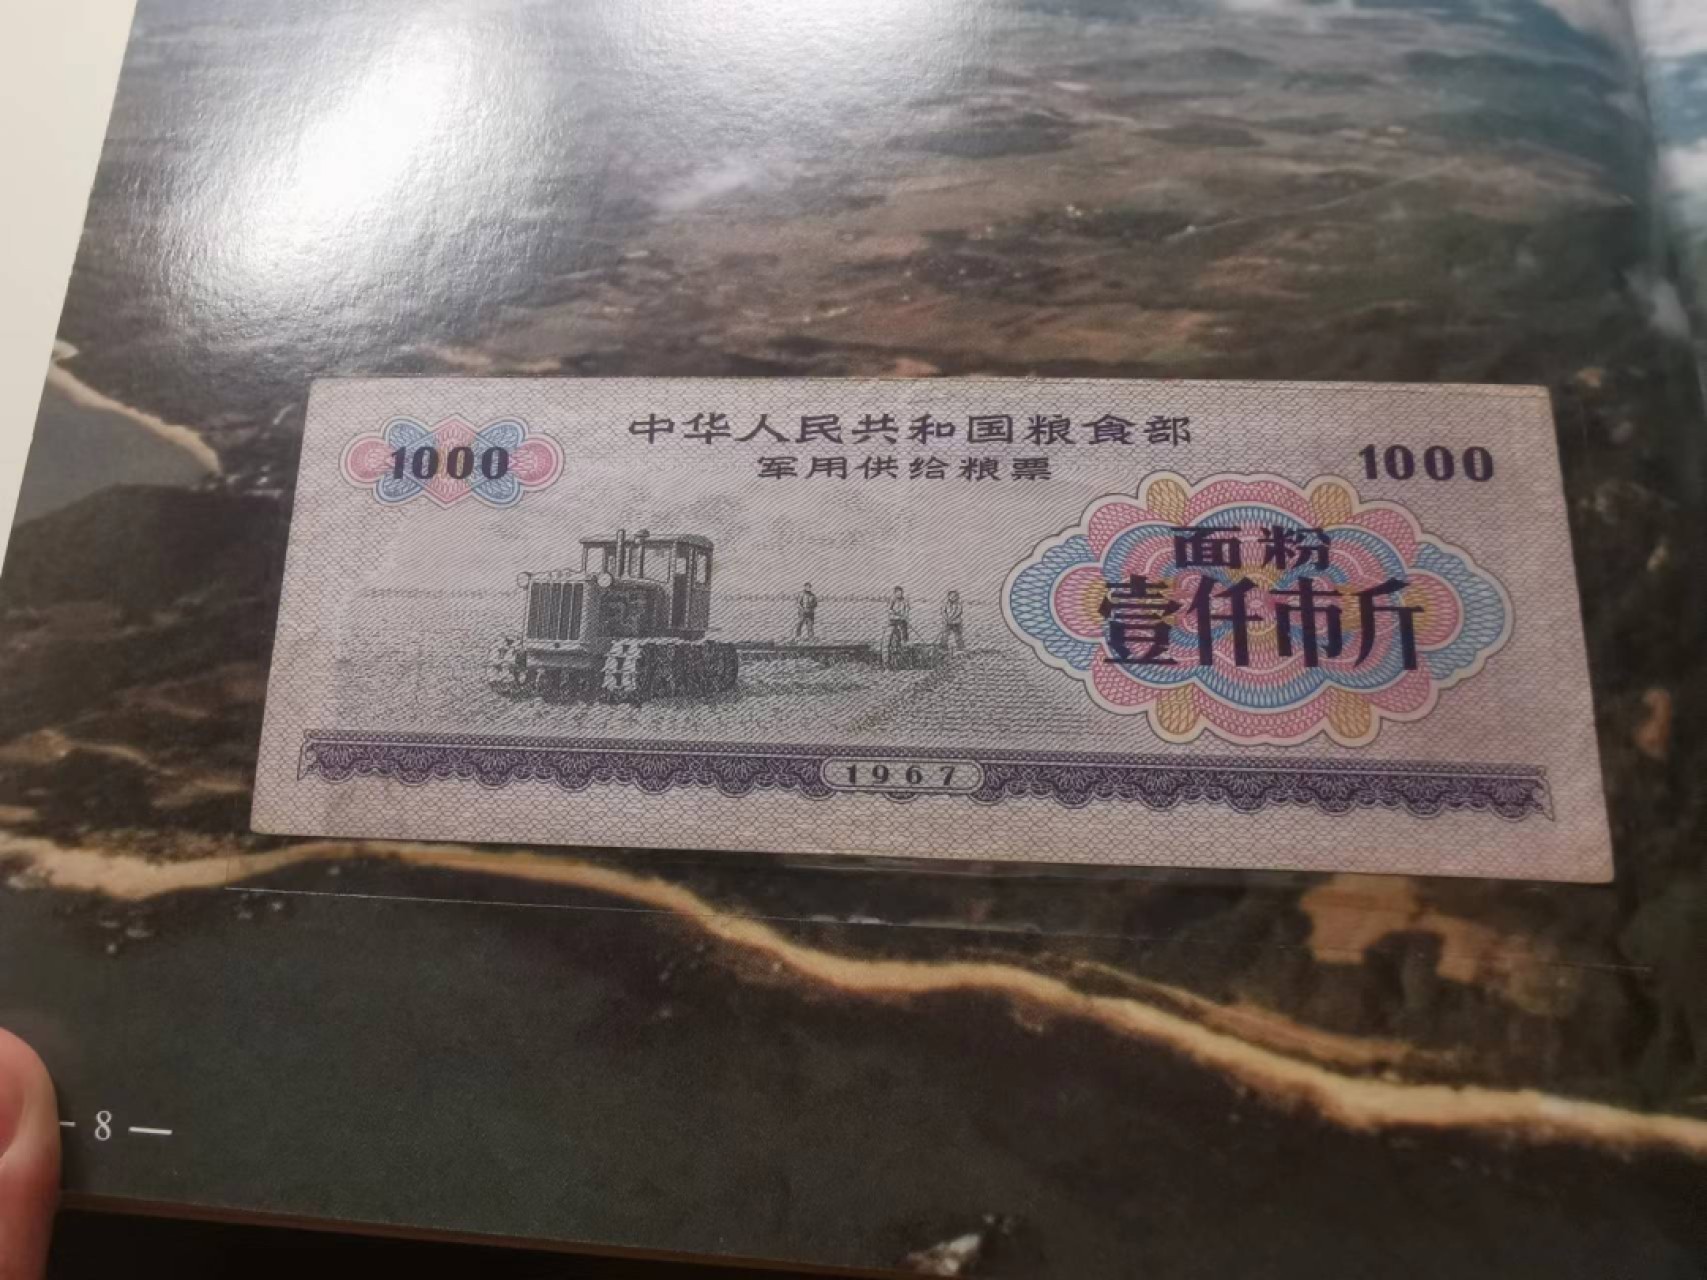 中华人民共和国粮食部
军用供给粮票
1000
1000
面粉
壹仟市斤
1967
- 8 —